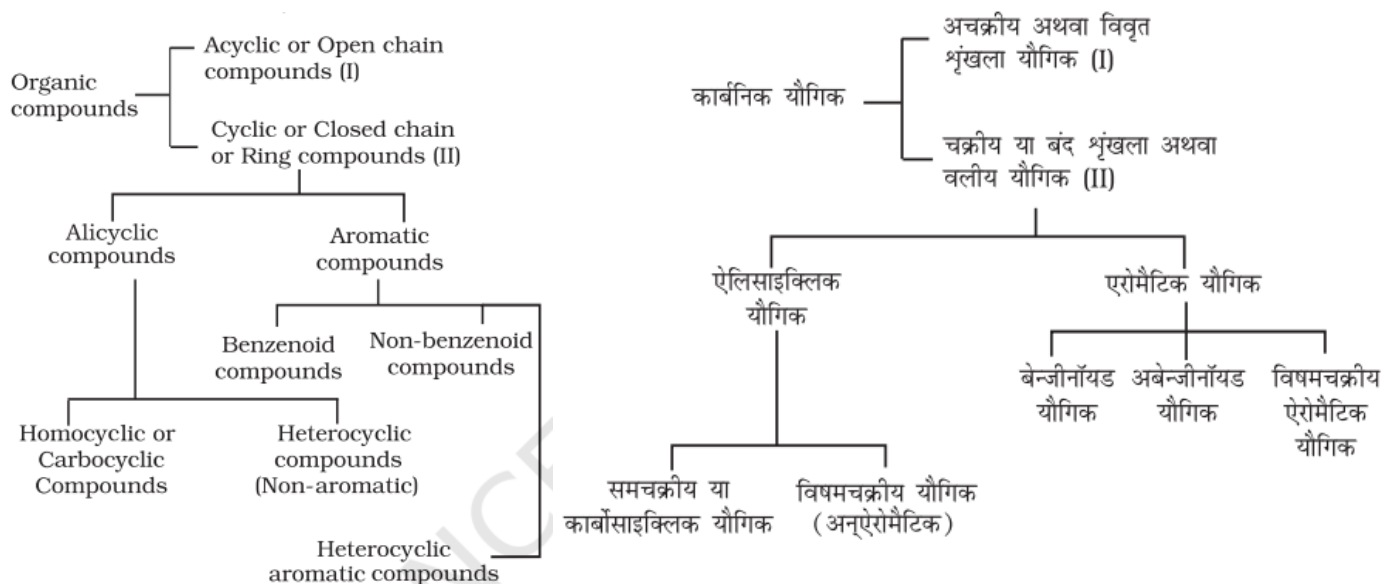 Acyclic or Open chain
compounds (I)
Organic
compounds
Cyclic or Closed chain
or Ring compounds (II)
Alicyclic
compounds
Aromatic
compounds
Benzenoid
compounds
Non-benzenoid
compounds
Homocyclic or
Carbocyclic
Compounds
Heterocyclic
compounds
(Non-aromatic)
Heterocyclic
aromatic compounds
अचक्रीय अथवा विवृत
शृंखला यौगिक (I)
कार्बनिक यौगिक
चक्रीय या बंद शृंखला अथवा
वलीय यौगिक (II)
ऐलिसाइक्लिक
यौगिक
एरोमैटिक यौगिक
बेन्जीनॉयड
यौगिक
अबेन्जीनॉयड
यौगिक
विषमचक्रीय
ऐरोमैटिक
यौगिक
समचक्रीय या
कार्बोसाइक्लिक यौगिक
विषमचक्रीय यौगिक
(अन्ऐरोमैटिक)